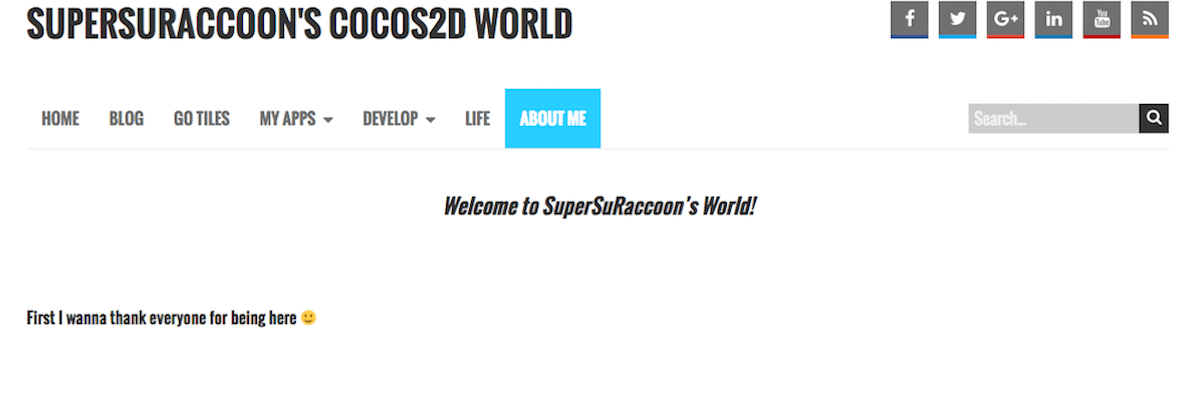 SUPERSURACCOON'S COCOS2D WORLD
f G+ in You Tube
HOME BLOG GO TILES MY APPS DEVELOP LIFE ABOUT ME Search...
Welcome to SuperSuRaccoon's World!
First I wanna thank everyone for being here 🙂